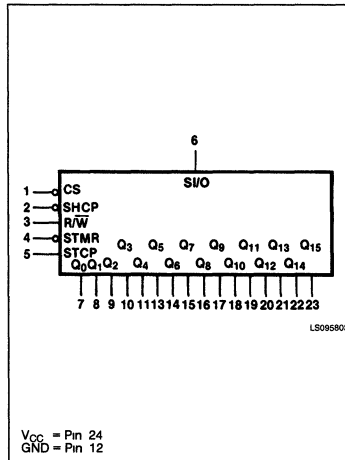 6
SI/O
1 CS
2 SHCP
3 R/W̅
4 STMR
5 STCP
Q3 Q5 Q7 Q9 Q11 Q13 Q15
Q0 Q1 Q2 Q4 Q6 Q8 Q10 Q12 Q14
7 8 9 10 11 13 14 15 16 17 18 19 20 21 22 23
LS09580S
VCC = Pin 24
GND = Pin 12